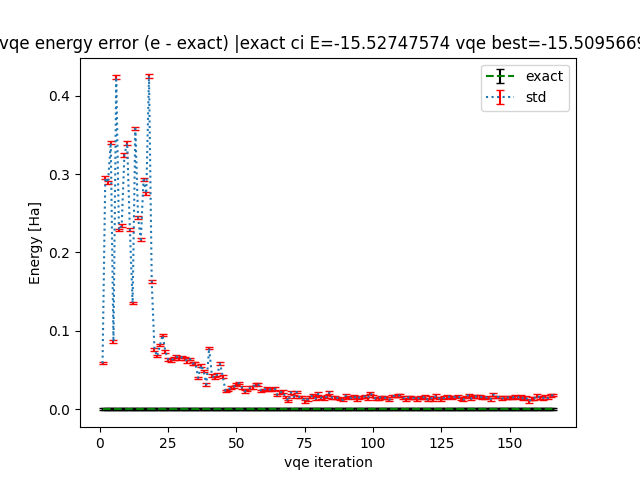 vqe energy error (e - exact) |exact ci E=-15.52747574 vqe best=-15.5095669
exact
std
Energy [Ha]
0.4
0.3
0.2
0.1
0.0
0 25 50 75 100 125 150
vqe iteration